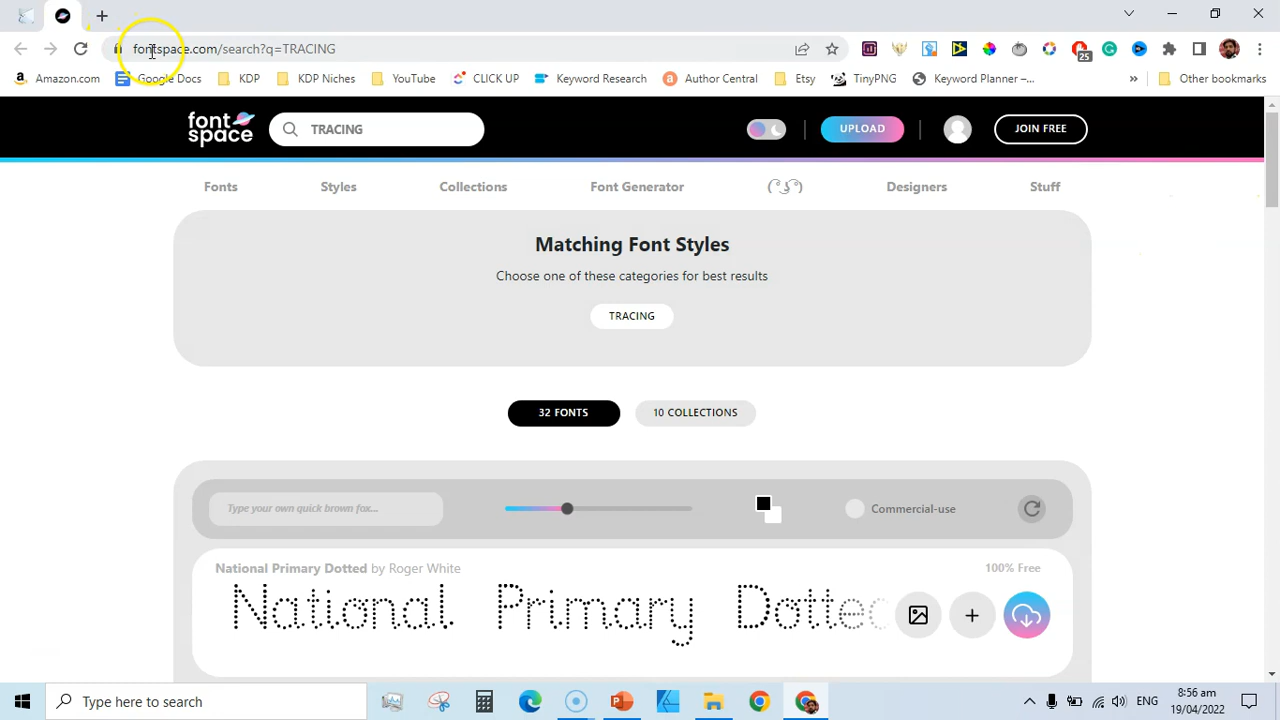 fontspace.com/search?q=TRACING
25
Amazon.com
Google Docs
KDP
KDP Niches
YouTube
CLICK UP
Keyword Research
Author Central
Etsy
TinyPNG
Keyword Planner –...
»
Other bookmarks
font
space
TRACING
UPLOAD
JOIN FREE
Fonts
Styles
Collections
Font Generator
( ͡° ͜ʖ ͡°)
Designers
Stuff
Matching Font Styles
Choose one of these categories for best results
TRACING
32 FONTS
10 COLLECTIONS
Type your own quick brown fox...
Commercial-use
National Primary Dotted by Roger White
100% Free
National Primary Dotted
Type here to search
ENG
8:56 am
19/04/2022